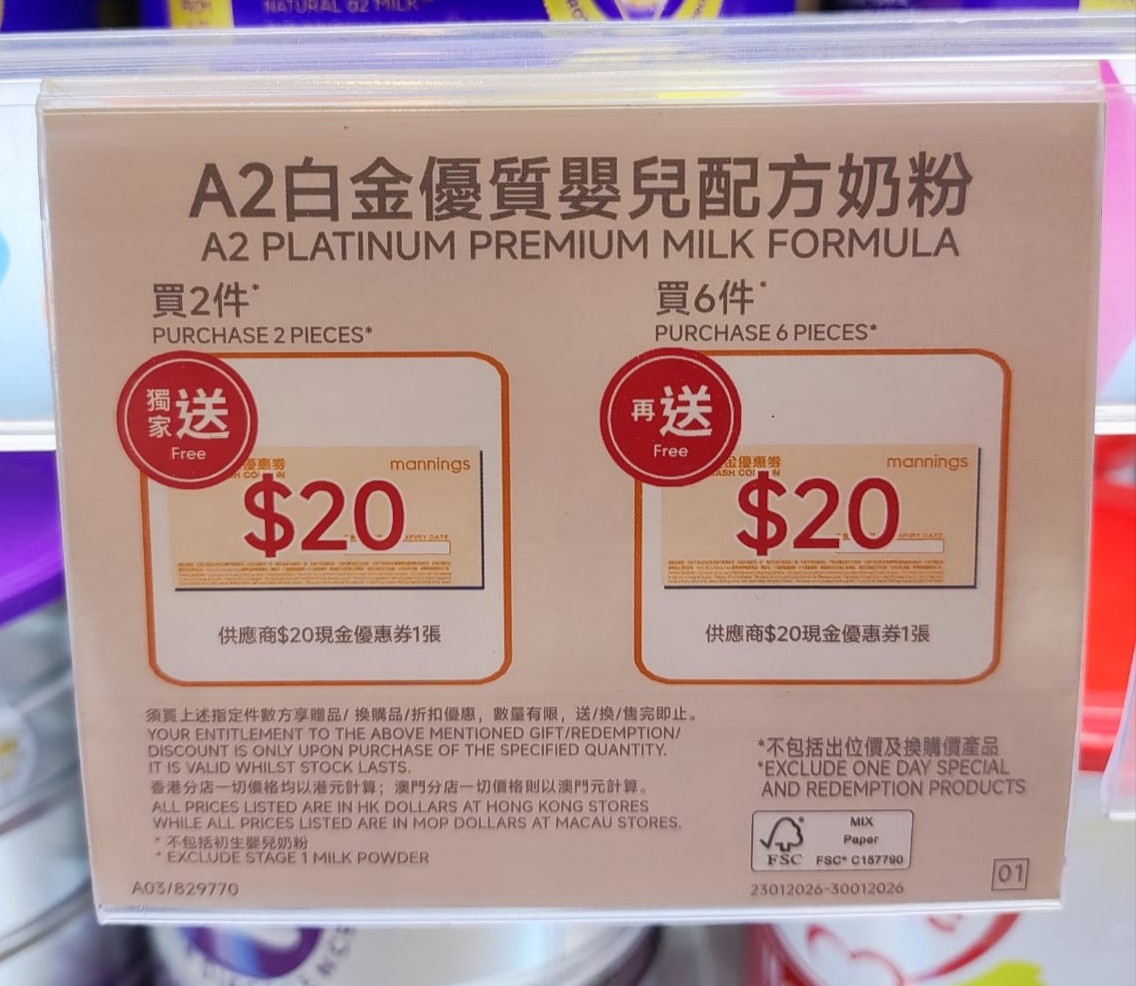 NATURAL a2 MILK™
A2白金優質嬰兒配方奶粉
A2 PLATINUM PREMIUM MILK FORMULA
買2件*
PURCHASE 2 PIECES*
獨家送
Free
mannings
$20
供應商$20現金優惠券1張
買6件*
PURCHASE 6 PIECES*
再送
Free
mannings
$20
供應商$20現金優惠券1張
須買上述指定件數方享贈品/ 換購品/折扣優惠，數量有限，送/換/售完即止。
YOUR ENTITLEMENT TO THE ABOVE MENTIONED GIFT/REDEMPTION/
DISCOUNT IS ONLY UPON PURCHASE OF THE SPECIFIED QUANTITY.
IT IS VALID WHILST STOCK LASTS.
香港分店一切價格均以港元計算；澳門分店一切價格則以澳門元計算。
ALL PRICES LISTED ARE IN HK DOLLARS AT HONG KONG STORES
WHILE ALL PRICES LISTED ARE IN MOP DOLLARS AT MACAU STORES.
* 不包括初生嬰兒奶粉
* EXCLUDE STAGE 1 MILK POWDER
A03/829770
*不包括出位價及換購價產品
*EXCLUDE ONE DAY SPECIAL
AND REDEMPTION PRODUCTS
FSC
MIX
Paper
FSC® C157790
23012026-30012026
01